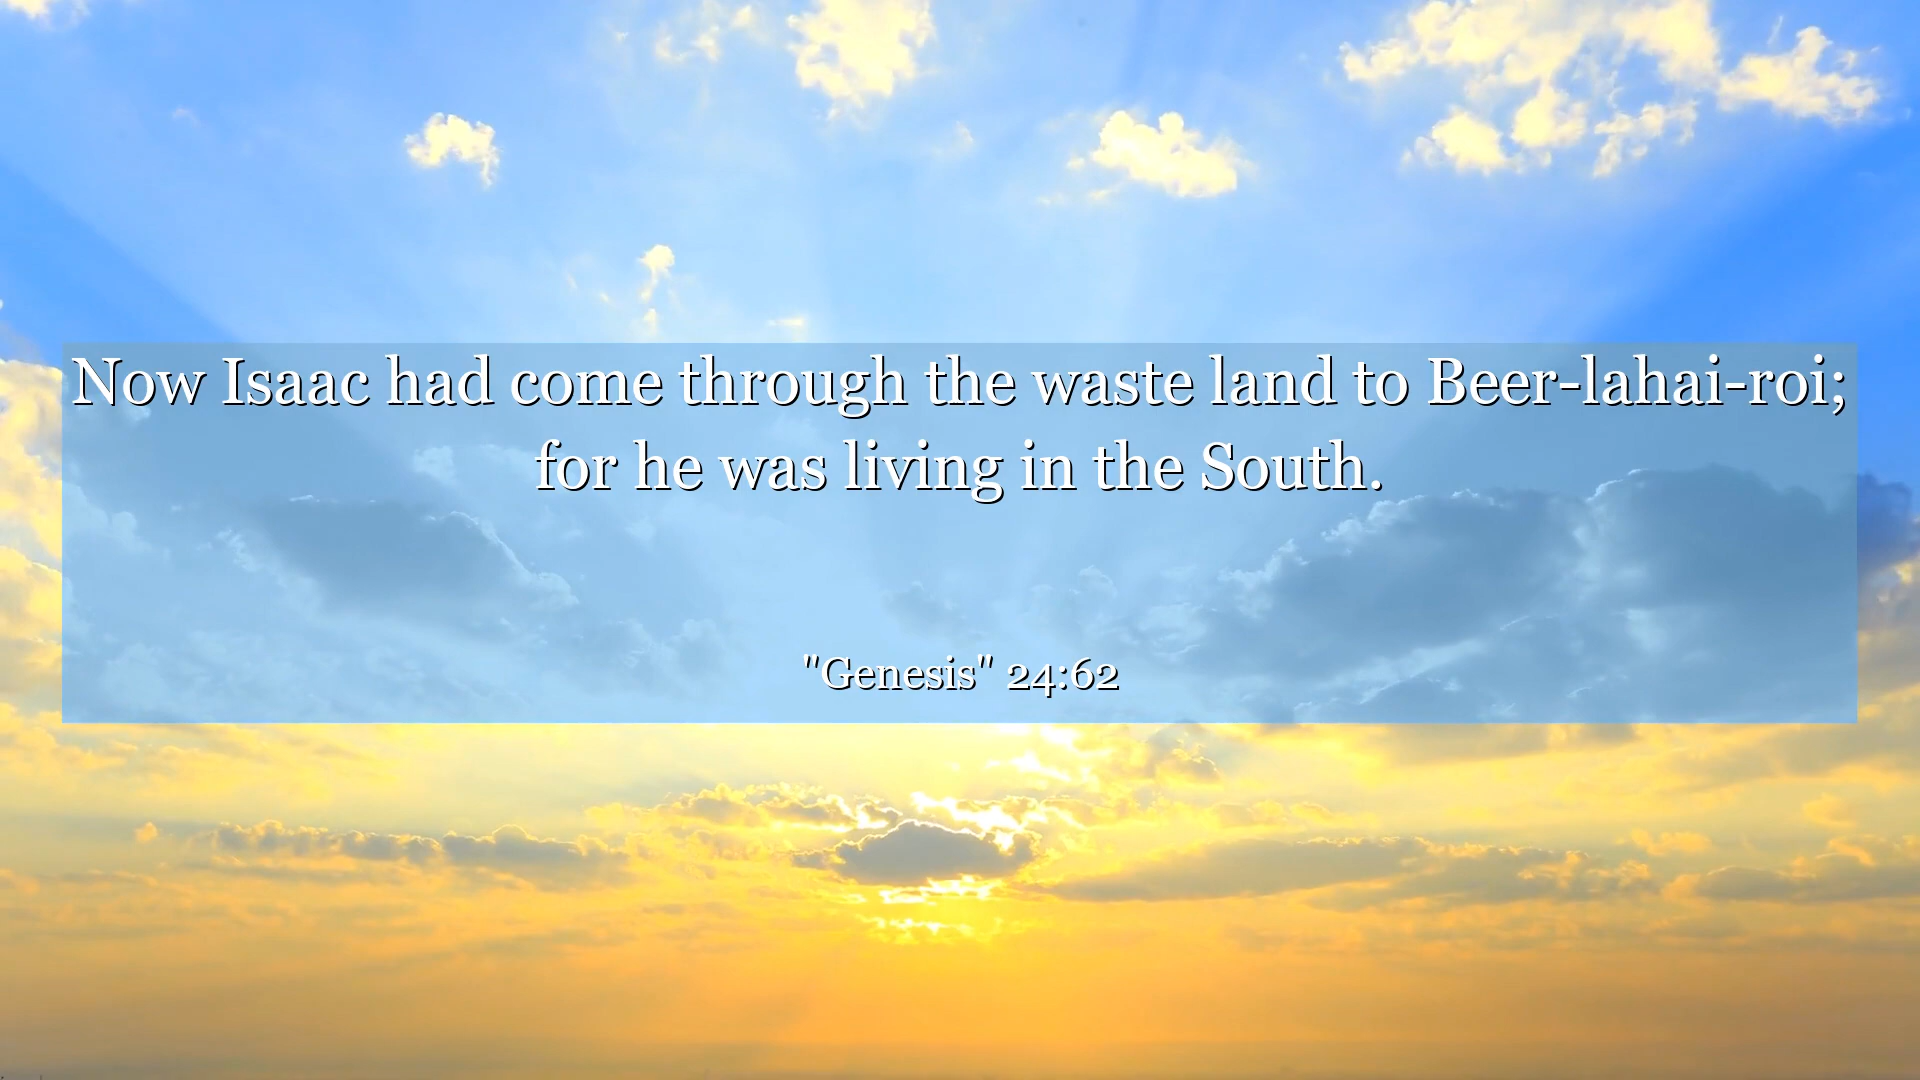 Now Isaac had come through the waste land to Beer-lahai-roi;
for he was living in the South.
"Genesis" 24:62